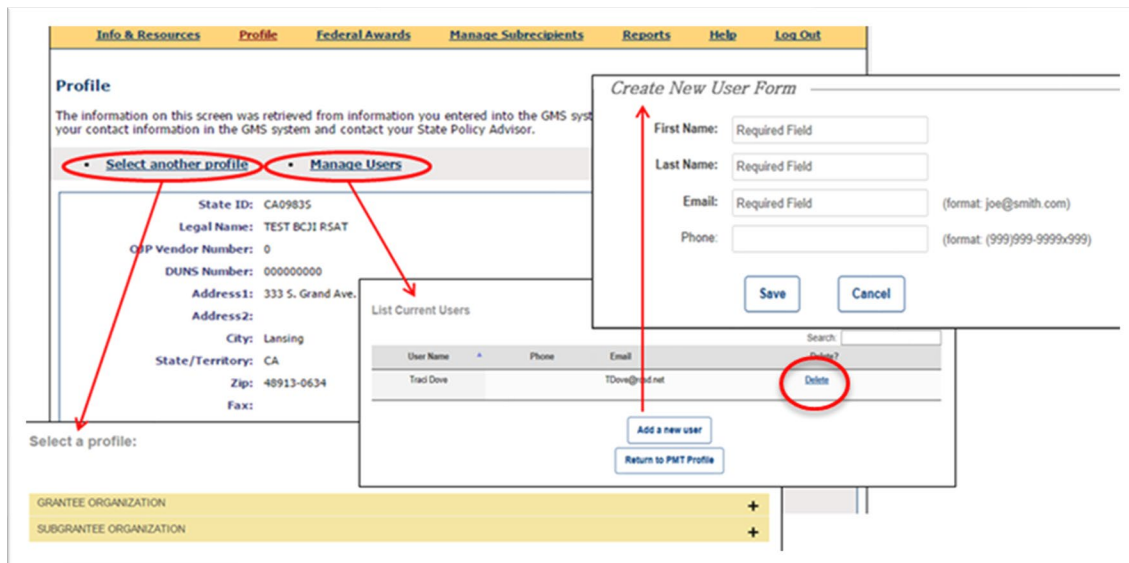 Info & Resources Profile Federal Awards Manage Subrecipients Reports Help Log Out
Profile
The information on this screen was retrieved from information you entered into the GMS syst
your contact information in the GMS system and contact your State Policy Advisor.
• Select another profile • Manage Users
State ID: CA09835
Legal Name: TEST BCJI RSAT
OJP Vendor Number: 0
DUNS Number: 000000000
Address1: 333 S. Grand Ave.
Address2:
City: Lansing
State/Territory: CA
Zip: 48913-0634
Fax:
Create New User Form
First Name: Required Field
Last Name: Required Field
Email: Required Field (format: joe@smith.com)
Phone: (format: (999)999-9999x999)
Save Cancel
List Current Users
Search:
User Name Phone Email Delete?
Traci Dove Delete
Add a new user
Return to PMT Profile
Select a profile:
GRANTEE ORGANIZATION +
SUBGRANTEE ORGANIZATION +